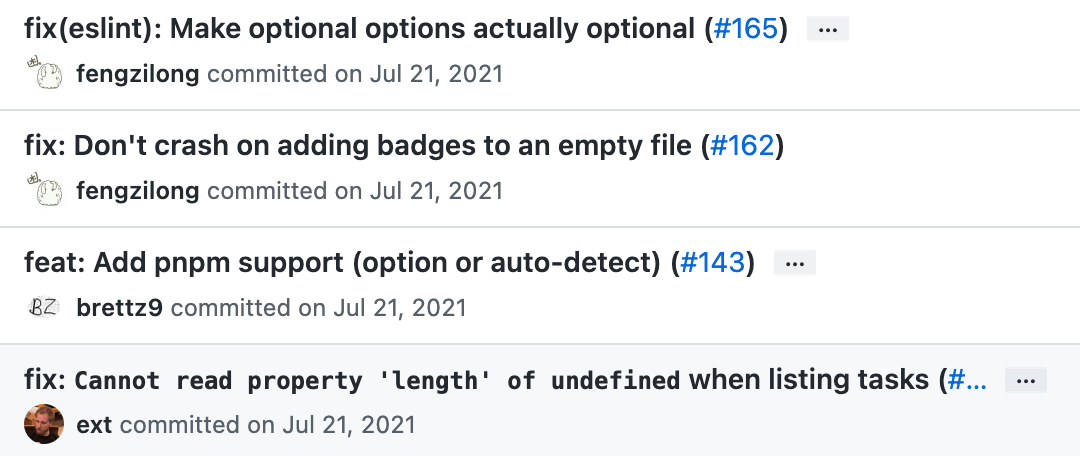 fix(eslint): Make optional options actually optional (#165) ...
fengzilong committed on Jul 21, 2021
fix: Don't crash on adding badges to an empty file (#162)
fengzilong committed on Jul 21, 2021
feat: Add pnpm support (option or auto-detect) (#143) ...
BZ brettz9 committed on Jul 21, 2021
fix: Cannot read property 'length' of undefined when listing tasks (#... ...
ext committed on Jul 21, 2021